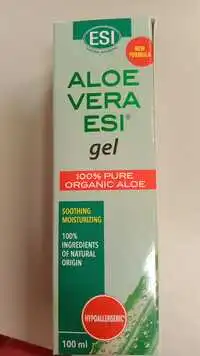 ESI
NEW
FORMULA
ALOE
VERA
ESI®
gel
100% PURE
ORGANIC ALOE
SOOTHING
MOISTURIZING
100%
INGREDIENTS
OF NATURAL
ORIGIN
HYPOALLERGENIC
100 ml